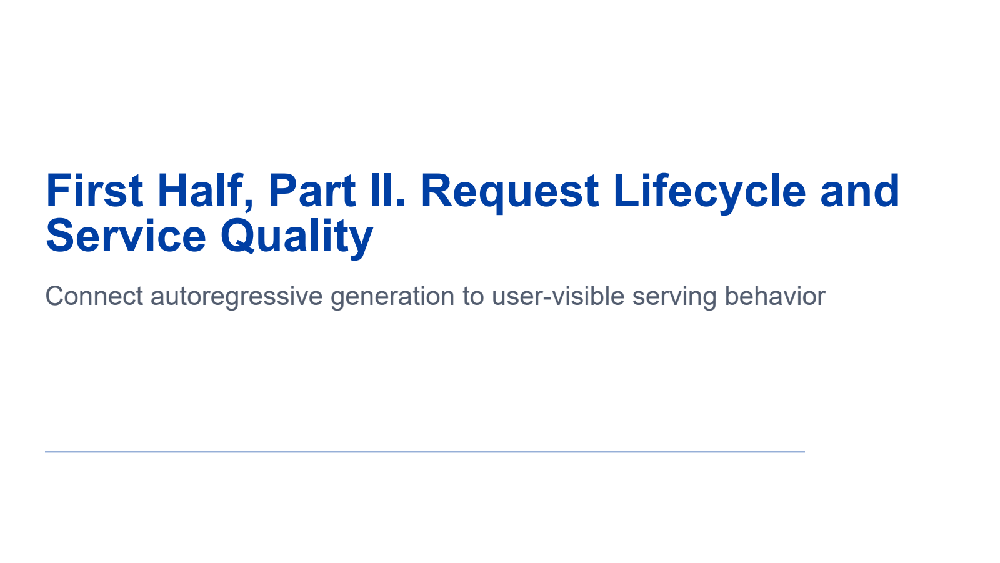 First Half, Part II. Request Lifecycle and
Service Quality
Connect autoregressive generation to user-visible serving behavior